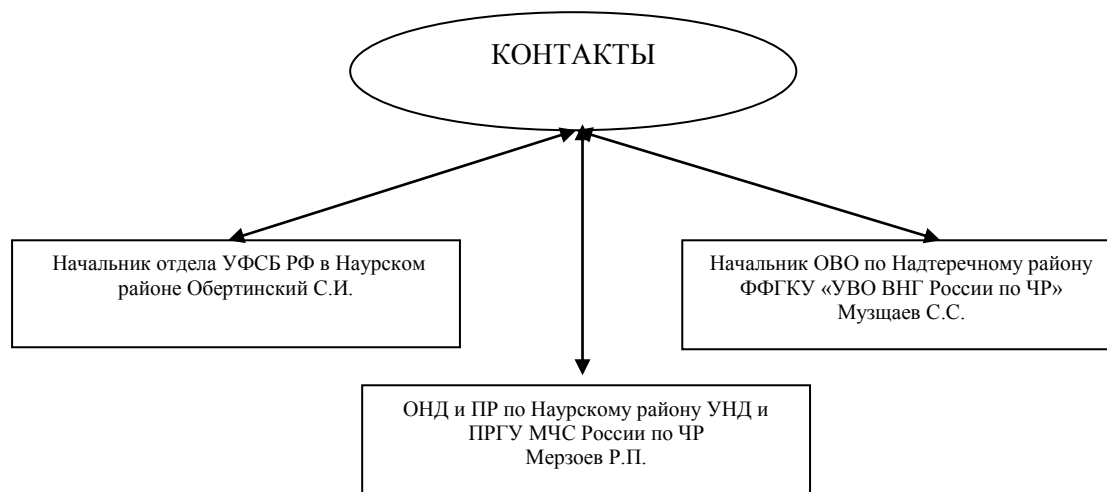 КОНТАКТЫ
Начальник отдела УФСБ РФ в Наурском
районе Обертинский С.И.
Начальник ОВО по Надтеречному району
ФФГКУ «УВО ВНГ России по ЧР»
Музщаев С.С.
ОНД и ПР по Наурскому району УНД и
ПРГУ МЧС России по ЧР
Мерзоев Р.П.